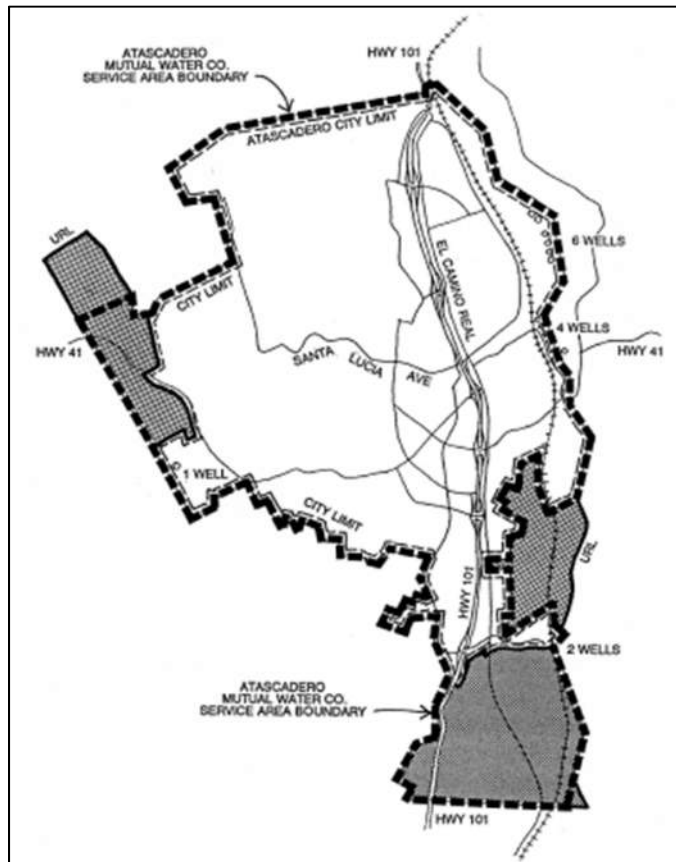 HWY 101
ATASCADERO
MUTUAL WATER CO.
SERVICE AREA BOUNDARY
ATASCADERO CITY LIMIT
URL
CITY LIMIT
EL CAMINO REAL
6 WELLS
4 WELLS
HWY 41
HWY 41
SANTA LUCIA AVE
1 WELL
CITY LIMIT
URL
HWY 101
2 WELLS
ATASCADERO
MUTUAL WATER CO.
SERVICE AREA BOUNDARY
HWY 101